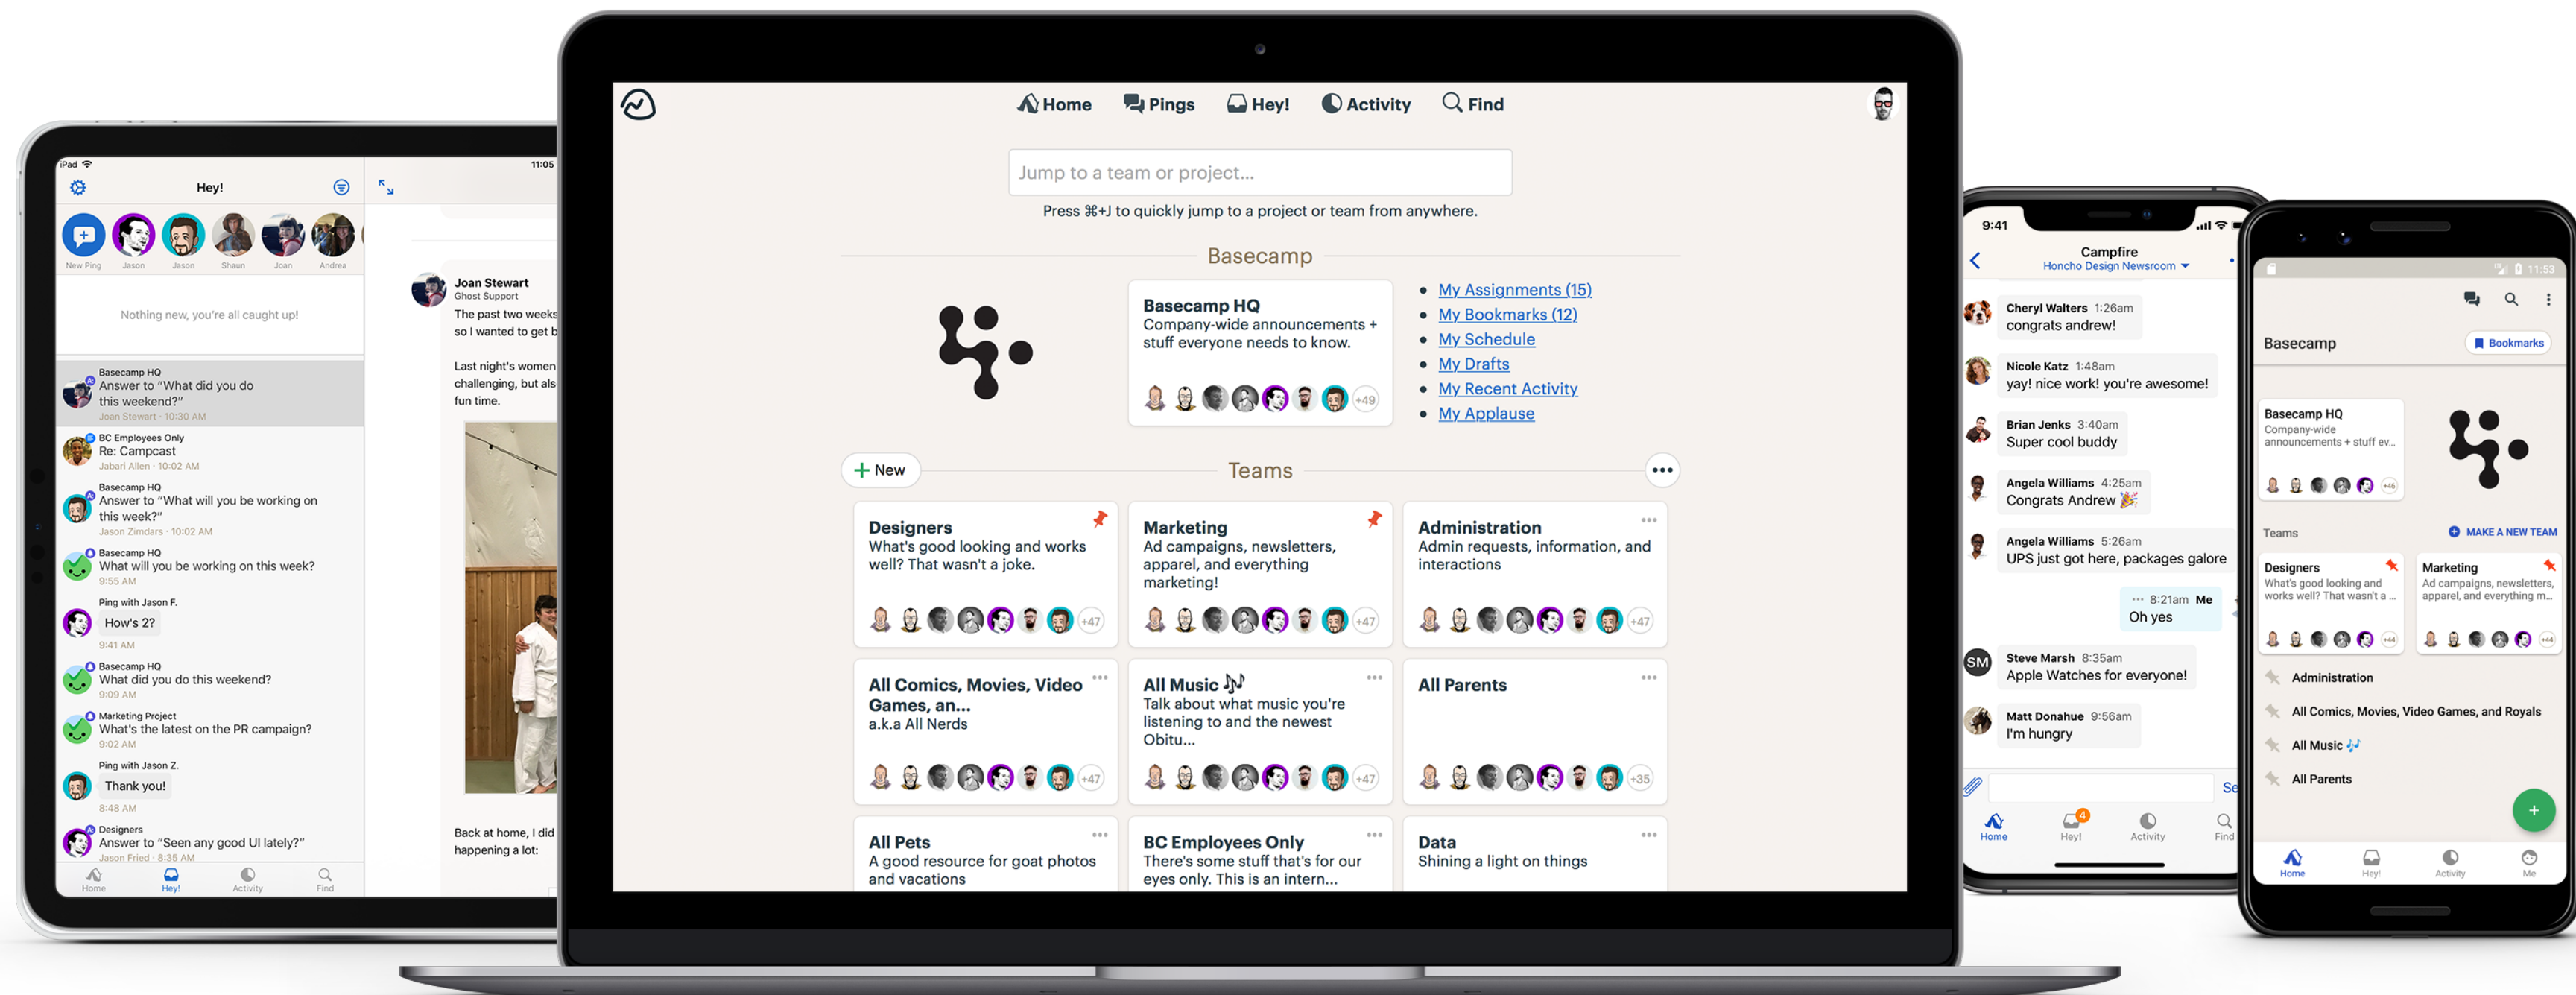 iPad
11:05
Hey!
New Ping
Jason
Jason
Shaun
Joan
Andrea
Nothing new, you're all caught up!
Basecamp HQ
Answer to “What did you do
this weekend?”
Joan Stewart · 10:30 AM
BC Employees Only
Re: Campcast
Jabari Allen · 10:02 AM
Basecamp HQ
Answer to “What will you be working on
this week?”
Jason Zimdars · 10:02 AM
Basecamp HQ
What will you be working on this week?
9:55 AM
Ping with Jason F.
How's 2?
9:41 AM
Basecamp HQ
What did you do this weekend?
9:09 AM
Marketing Project
What's the latest on the PR campaign?
9:02 AM
Ping with Jason Z.
Thank you!
8:48 AM
Designers
Answer to “Seen any good UI lately?”
Jason Fried · 8:35 AM
Home
Hey!
Activity
Find
Joan Stewart
Ghost Support
The past two weeks
so I wanted to get b
Last night's women
challenging, but als
fun time.
Back at home, I did
happening a lot:
Home
Pings
Hey!
Activity
Find
Jump to a team or project...
Press ⌘+J to quickly jump to a project or team from anywhere.
Basecamp
Basecamp HQ
Company-wide announcements +
stuff everyone needs to know.
+49
My Assignments (15)
My Bookmarks (12)
My Schedule
My Drafts
My Recent Activity
My Applause
+ New
Teams
Designers
What's good looking and works
well? That wasn't a joke.
+47
Marketing
Ad campaigns, newsletters,
apparel, and everything
marketing!
+47
Administration
Admin requests, information, and
interactions
+47
All Comics, Movies, Video
Games, an...
a.k.a All Nerds
+47
All Music 🎶
Talk about what music you're
listening to and the newest
Obitu...
+47
All Parents
+35
All Pets
A good resource for goat photos
and vacations
BC Employees Only
There's some stuff that's for our
eyes only. This is an intern...
Data
Shining a light on things
9:41
Campfire
Honcho Design Newsroom
Cheryl Walters 1:26am
congrats andrew!
Nicole Katz 1:48am
yay! nice work! you're awesome!
Brian Jenks 3:40am
Super cool buddy
Angela Williams 4:25am
Congrats Andrew 🎉
Angela Williams 5:26am
UPS just got here, packages galore
··· 8:21am Me
Oh yes
SM
Steve Marsh 8:35am
Apple Watches for everyone!
Matt Donahue 9:56am
I'm hungry
Se
Home
4
Hey!
Activity
Find
11:53
Basecamp
Bookmarks
Basecamp HQ
Company-wide
announcements + stuff ev...
+46
Teams
MAKE A NEW TEAM
Designers
What's good looking and
works well? That wasn't a ...
+44
Marketing
Ad campaigns, newsletters,
apparel, and everything m...
+44
Administration
All Comics, Movies, Video Games, and Royals
All Music 🎶
All Parents
Home
Hey!
Activity
Me